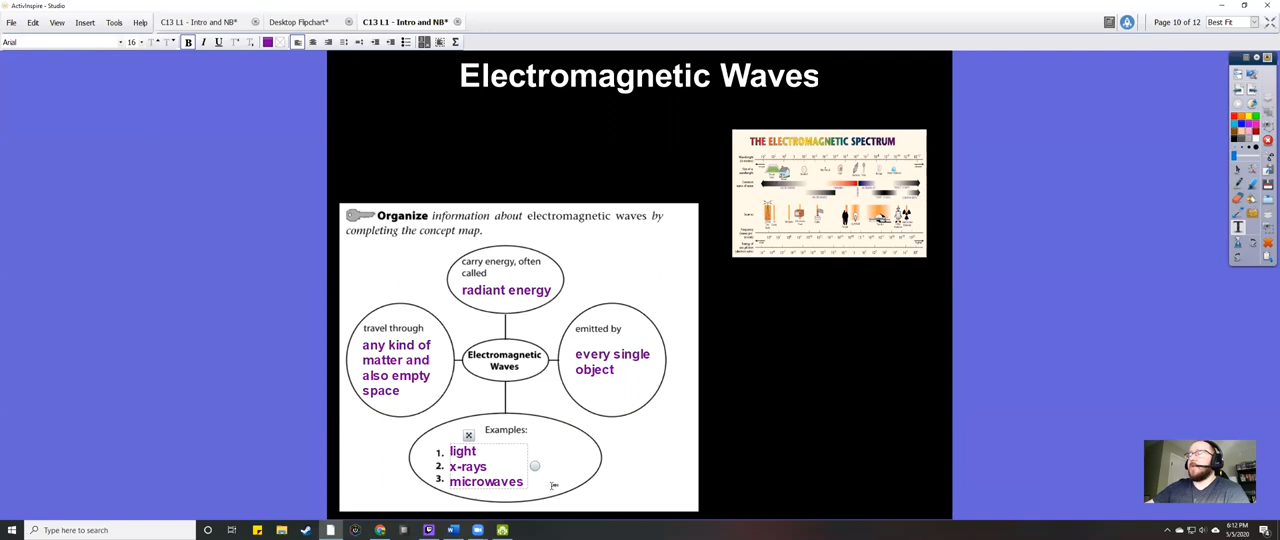 ActivInspire - Studio
File Edit View Insert Tools Help
C13 L1 - Intro and NB*
Desktop Flipchart*
C13 L1 - Intro and NB*
Page 10 of 12
Best Fit
Arial
16
B I U
Electromagnetic Waves
THE ELECTROMAGNETIC SPECTRUM
Organize information about electromagnetic waves by
completing the concept map.
carry energy, often
called
radiant energy
travel through
any kind of
matter and
also empty
space
Electromagnetic
Waves
emitted by
every single
object
Examples:
1. light
2. x-rays
3. microwaves
Type here to search
6:12 PM
5/5/2020